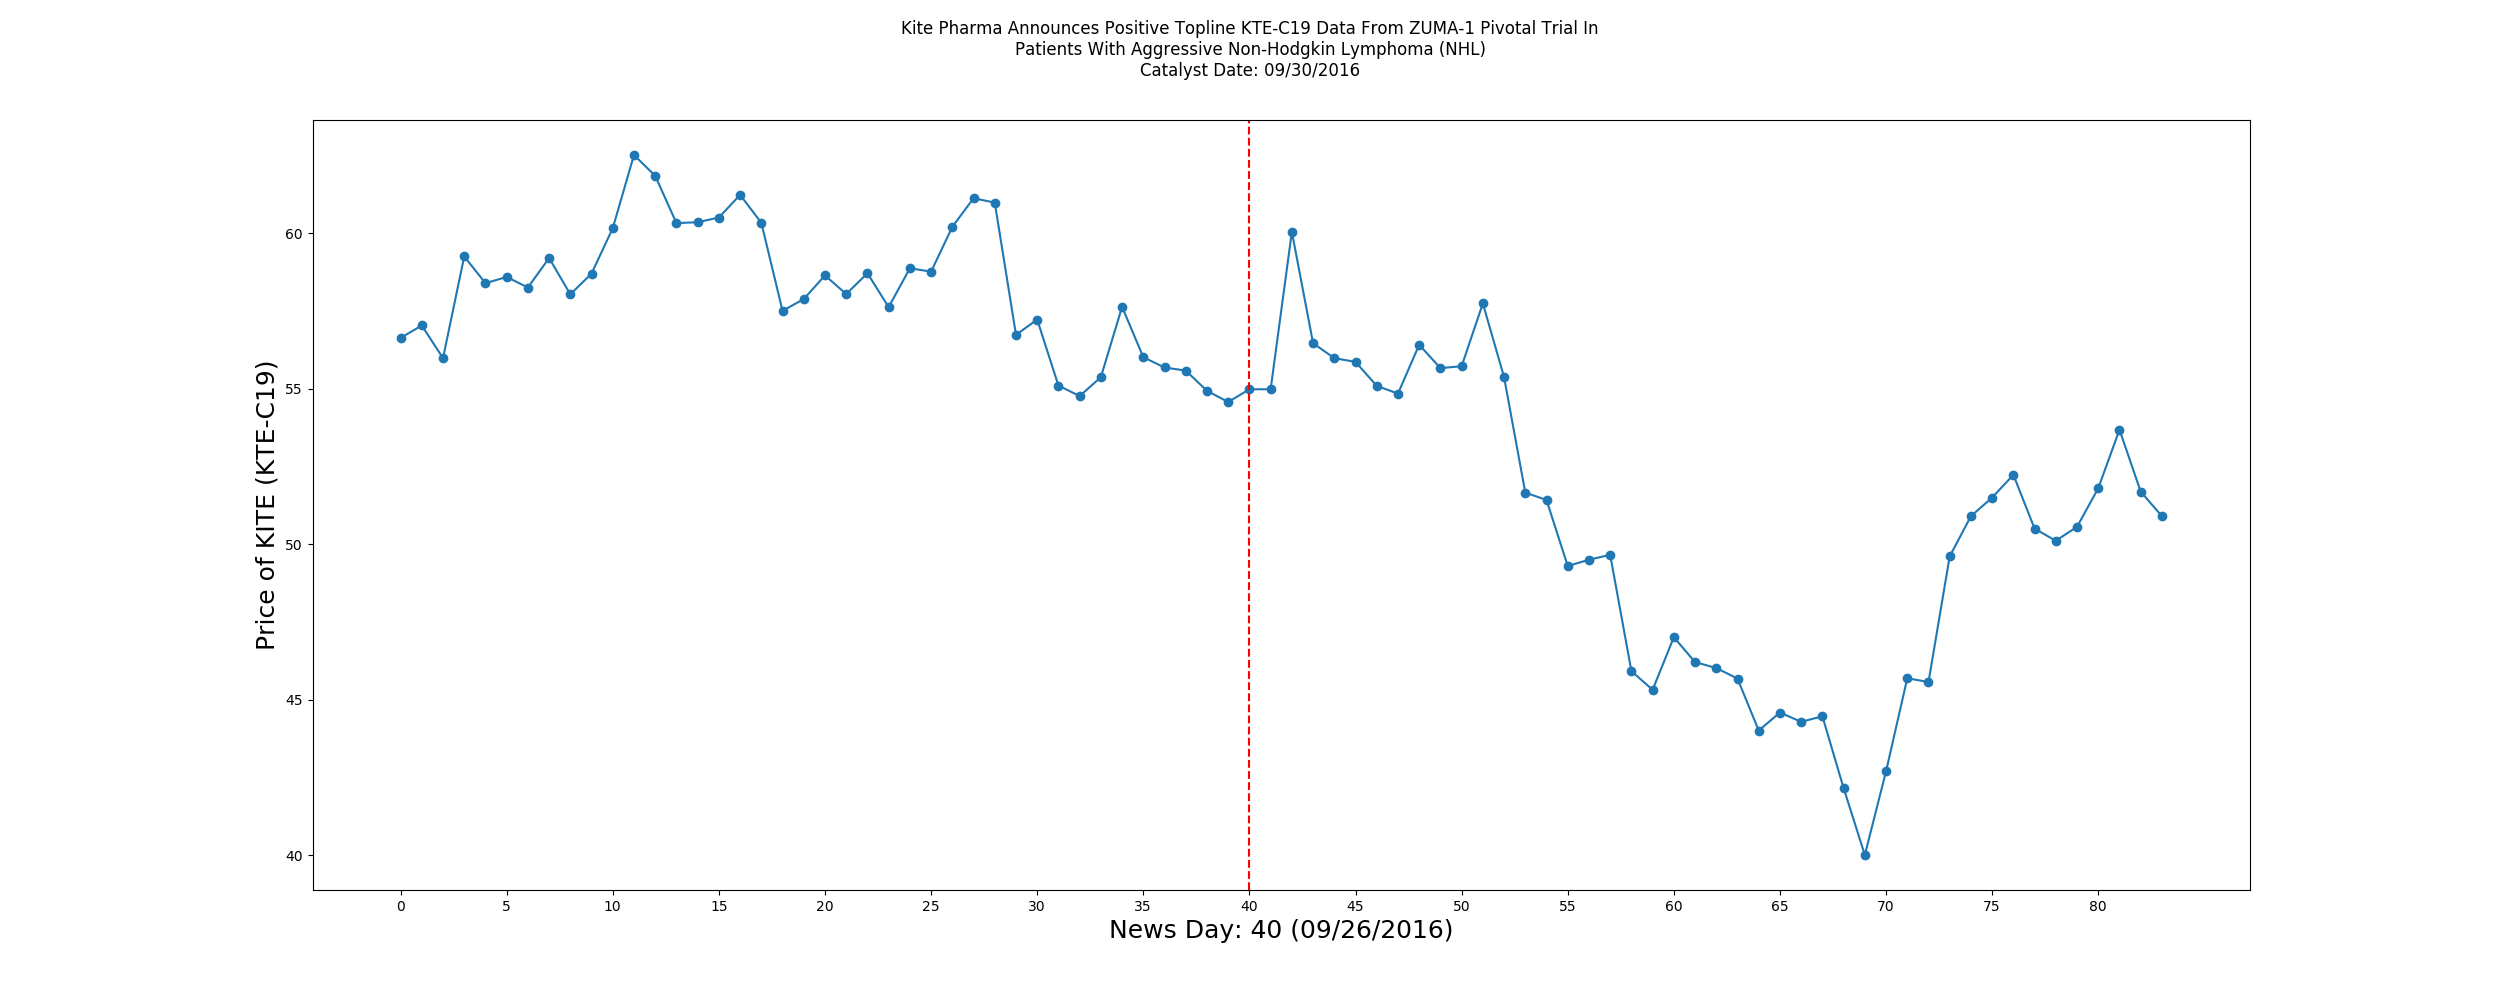 Kite Pharma Announces Positive Topline KTE-C19 Data From ZUMA-1 Pivotal Trial In
Patients With Aggressive Non-Hodgkin Lymphoma (NHL)
Catalyst Date: 09/30/2016
Price of KITE (KTE-C19)
60
55
50
45
40
0 5 10 15 20 25 30 35 40 45 50 55 60 65 70 75 80
News Day: 40 (09/26/2016)